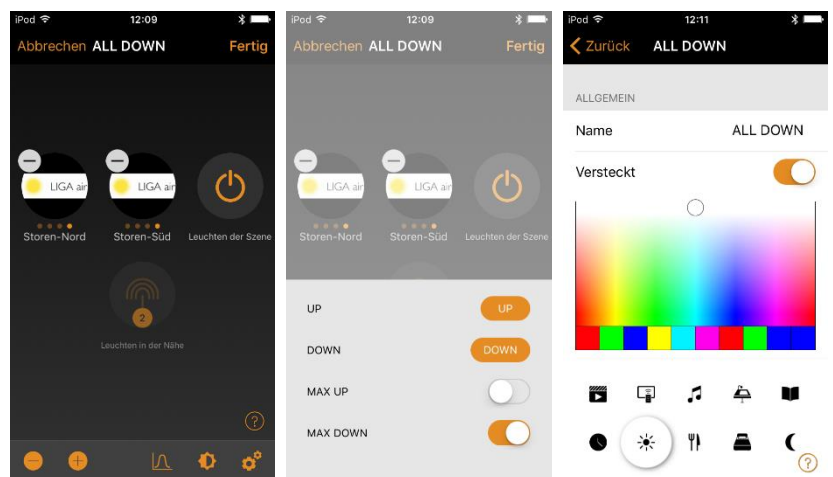 iPod 12:09
Abbrechen ALL DOWN Fertig
LIGA air LIGA air
Storen-Nord Storen-Süd Leuchten der Szene
2
Leuchten in der Nähe
?
iPod 12:09
Abbrechen ALL DOWN Fertig
LIGA air LIGA air
Storen-Nord Storen-Süd Leuchten der Szene
UP UP
DOWN DOWN
MAX UP
MAX DOWN
iPod 12:11
Zurück ALL DOWN
ALLGEMEIN
Name ALL DOWN
Versteckt
?